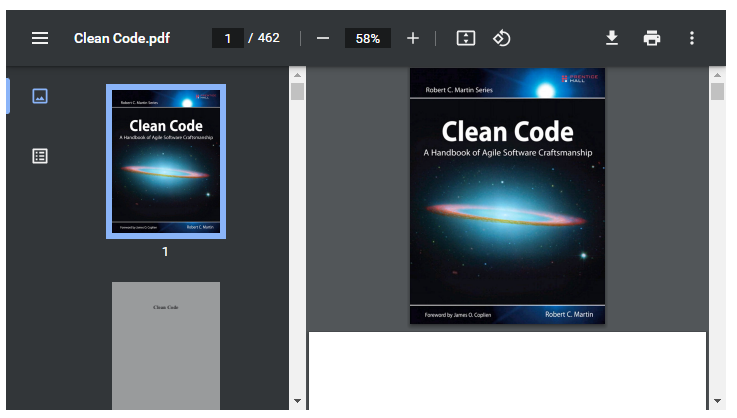 Clean Code.pdf
1 / 462
58%
Robert C. Martin Series
Clean Code
A Handbook of Agile Software Craftsmanship
Foreword by James O. Coplien
Robert C. Martin
1
Clean Code
PRENTICE
HALL
Robert C. Martin Series
Clean Code
A Handbook of Agile Software Craftsmanship
Foreword by James O. Coplien
Robert C. Martin